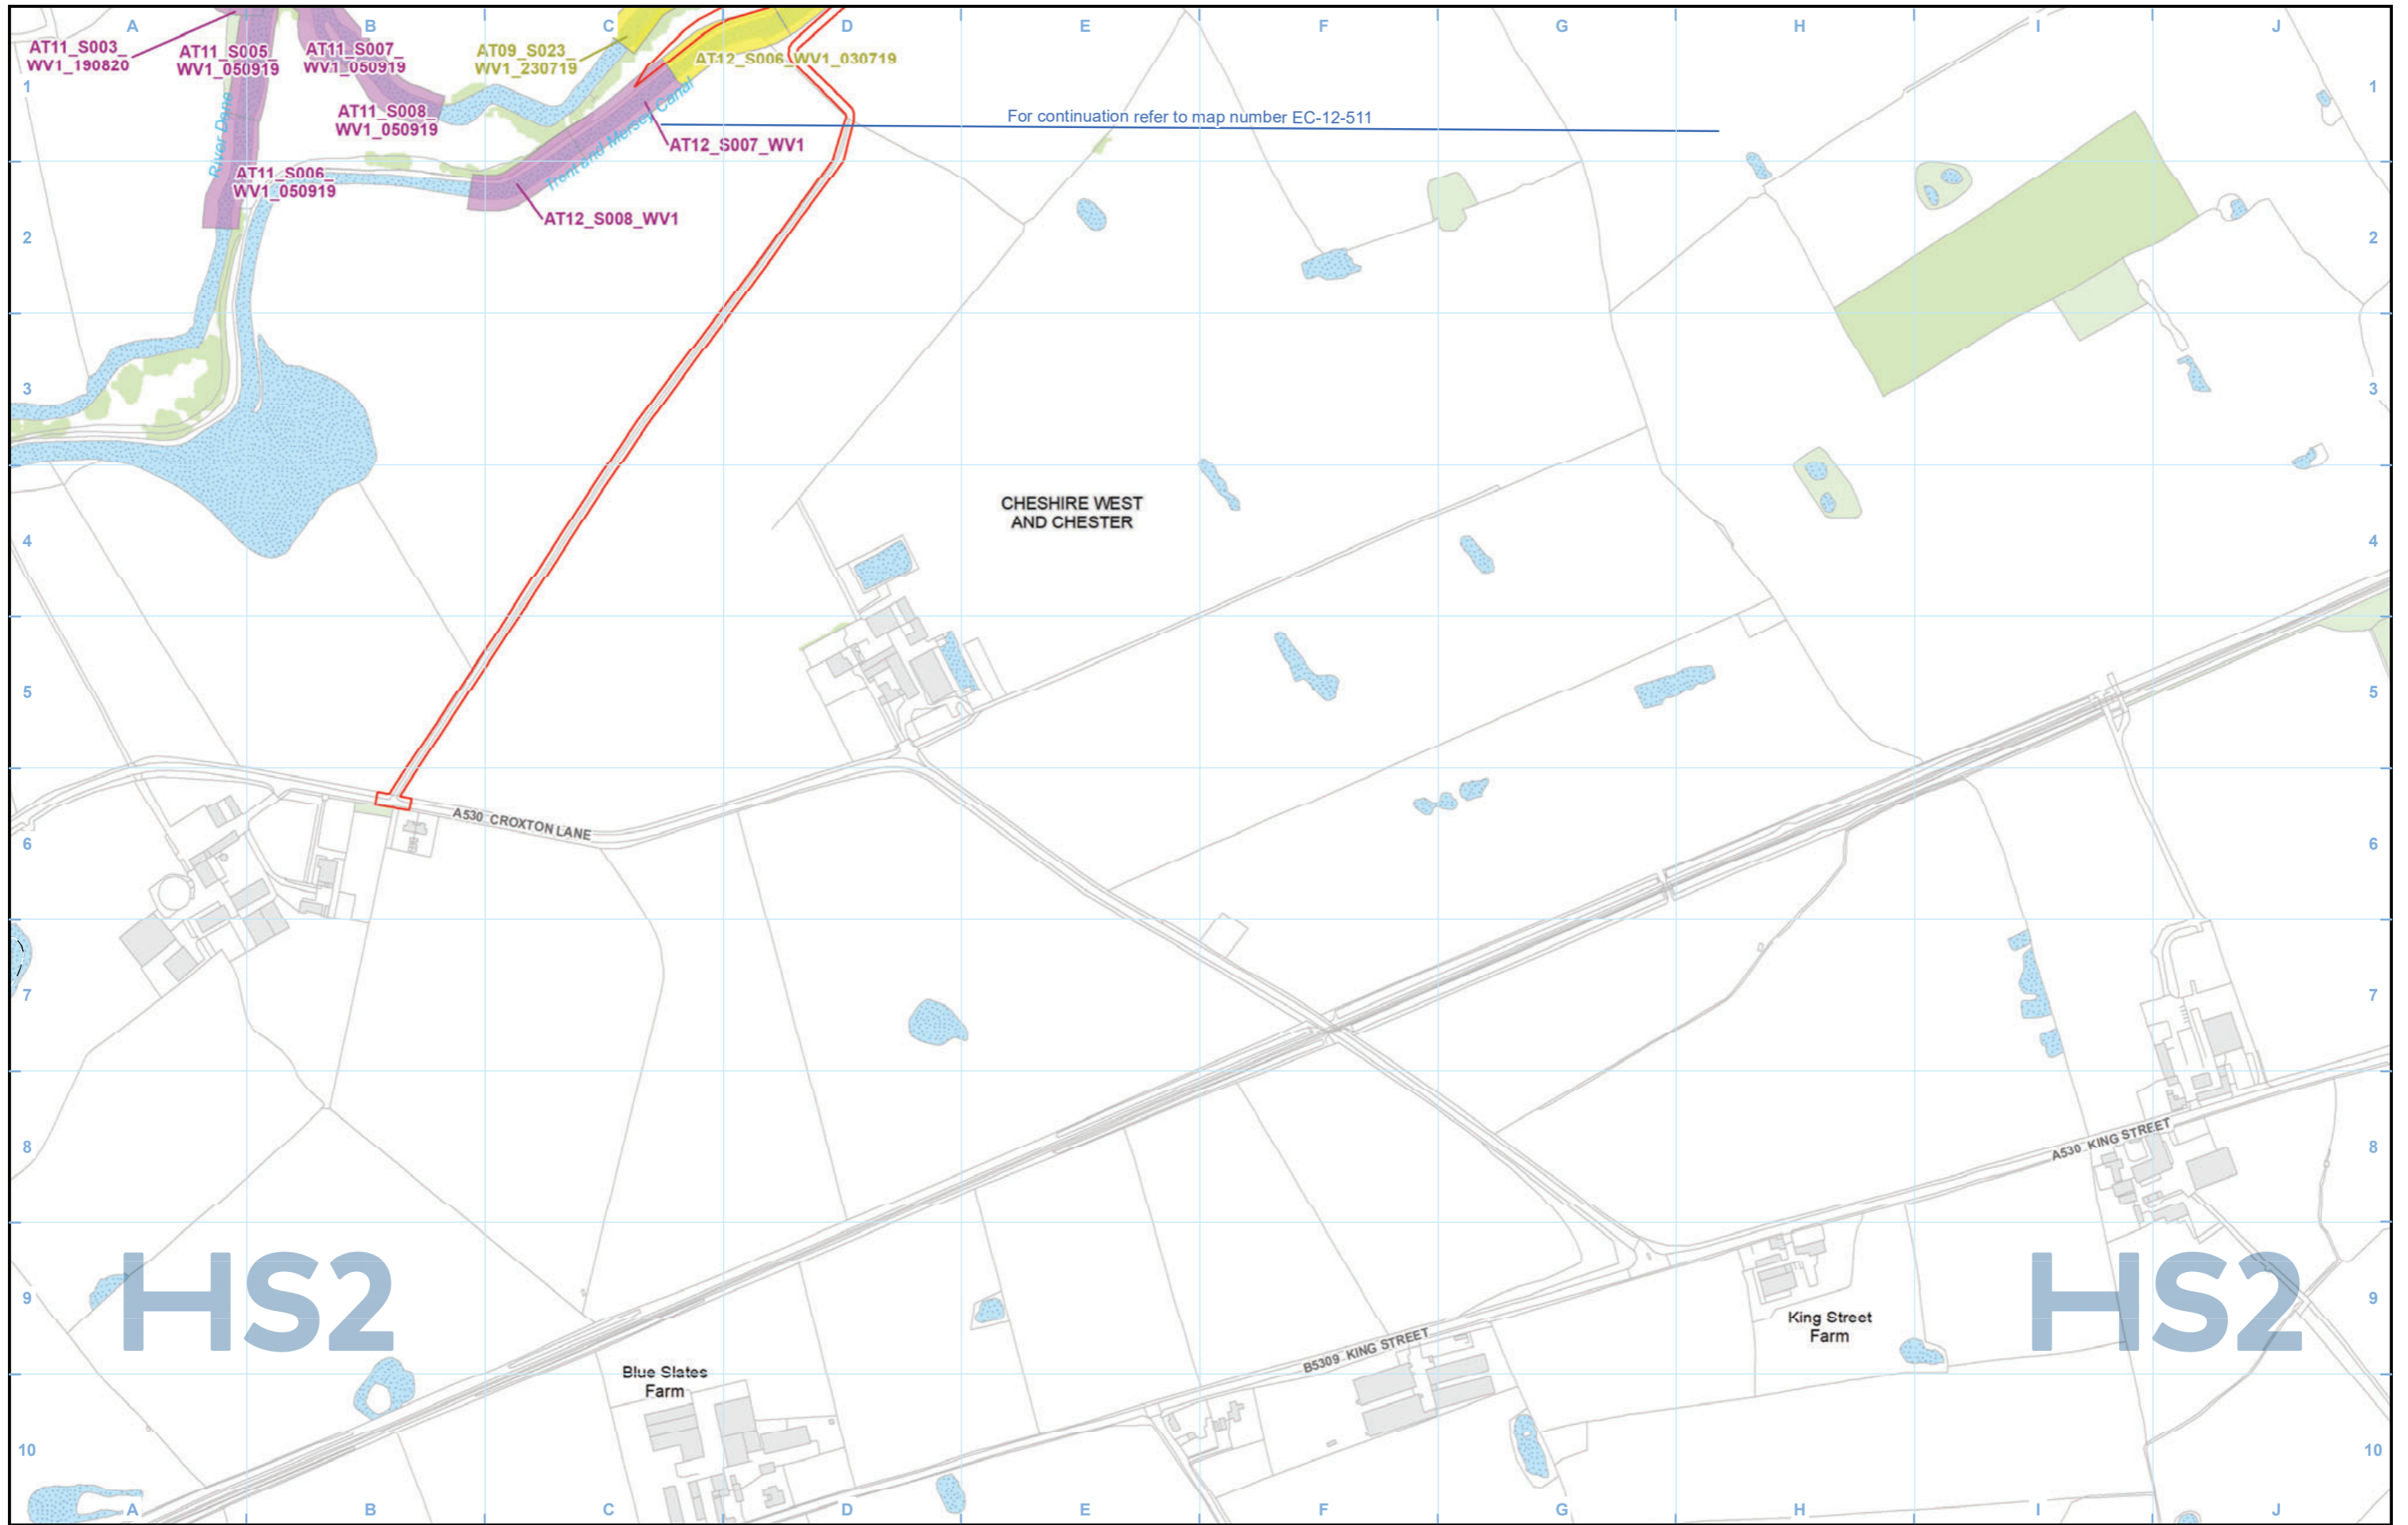 A B C D E F G H I J
AT11_S003_
WV1_190820
AT11_S005_
WV1_050919
AT11_S007_
WV1_050919
AT09_S023_
WV1_230719
AT12_S006_WV1_030719
1 1
AT11_S008_
WV1_050919
River Dane
Trent and Mersey Canal
For continuation refer to map number EC-12-511
AT12_S007_WV1
AT11_S006_
WV1_050919
AT12_S008_WV1
2 2
3 3
CHESHIRE WEST
AND CHESTER
4 4
5 5
A530 CROXTON LANE
6 6
7 7
A530 KING STREET
8 8
HS2 HS2
9 9
King Street
Farm
B5309 KING STREET
Blue Slates
Farm
10 10
A B C D E F G H I J